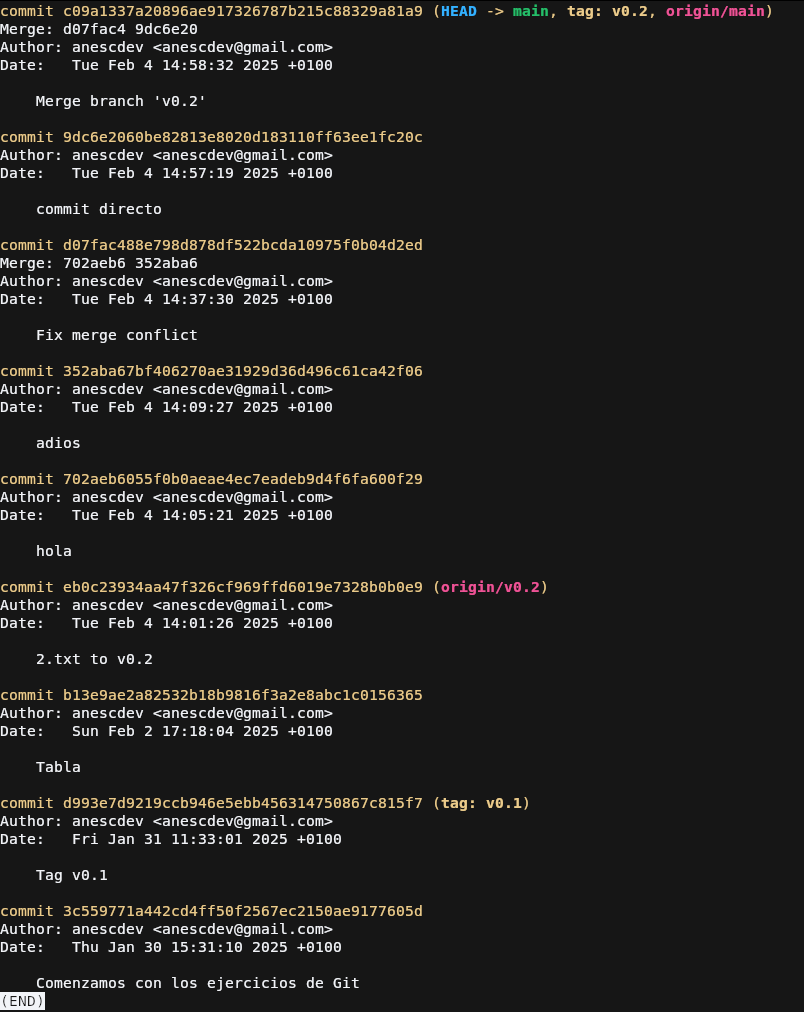 commit c09a1337a20896ae917326787b215c88329a81a9 (HEAD -> main, tag: v0.2, origin/main)
Merge: d07fac4 9dc6e20
Author: anescdev <anescdev@gmail.com>
Date:   Tue Feb 4 14:58:32 2025 +0100

    Merge branch 'v0.2'

commit 9dc6e2060be82813e8020d183110ff63ee1fc20c
Author: anescdev <anescdev@gmail.com>
Date:   Tue Feb 4 14:57:19 2025 +0100

    commit directo

commit d07fac488e798d878df522bcda10975f0b04d2ed
Merge: 702aeb6 352aba6
Author: anescdev <anescdev@gmail.com>
Date:   Tue Feb 4 14:37:30 2025 +0100

    Fix merge conflict

commit 352aba67bf406270ae31929d36d496c61ca42f06
Author: anescdev <anescdev@gmail.com>
Date:   Tue Feb 4 14:09:27 2025 +0100

    adios

commit 702aeb6055f0b0aeae4ec7eadeb9d4f6fa600f29
Author: anescdev <anescdev@gmail.com>
Date:   Tue Feb 4 14:05:21 2025 +0100

    hola

commit eb0c23934aa47f326cf969ffd6019e7328b0b0e9 (origin/v0.2)
Author: anescdev <anescdev@gmail.com>
Date:   Tue Feb 4 14:01:26 2025 +0100

    2.txt to v0.2

commit b13e9ae2a82532b18b9816f3a2e8abc1c0156365
Author: anescdev <anescdev@gmail.com>
Date:   Sun Feb 2 17:18:04 2025 +0100

    Tabla

commit d993e7d9219ccb946e5ebb456314750867c815f7 (tag: v0.1)
Author: anescdev <anescdev@gmail.com>
Date:   Fri Jan 31 11:33:01 2025 +0100

    Tag v0.1

commit 3c559771a442cd4ff50f2567ec2150ae9177605d
Author: anescdev <anescdev@gmail.com>
Date:   Thu Jan 30 15:31:10 2025 +0100

    Comenzamos con los ejercicios de Git
(END)